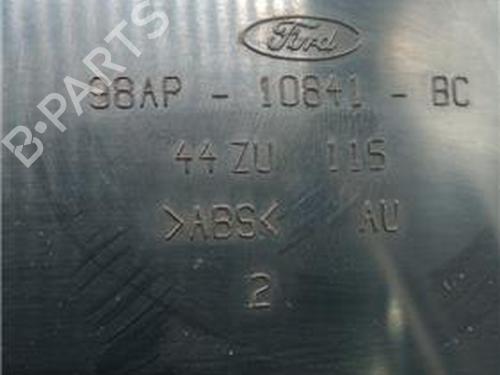 Ford
98AP - 10841 - BC
44ZU 115
>ABS< AU
2
B-PARTS